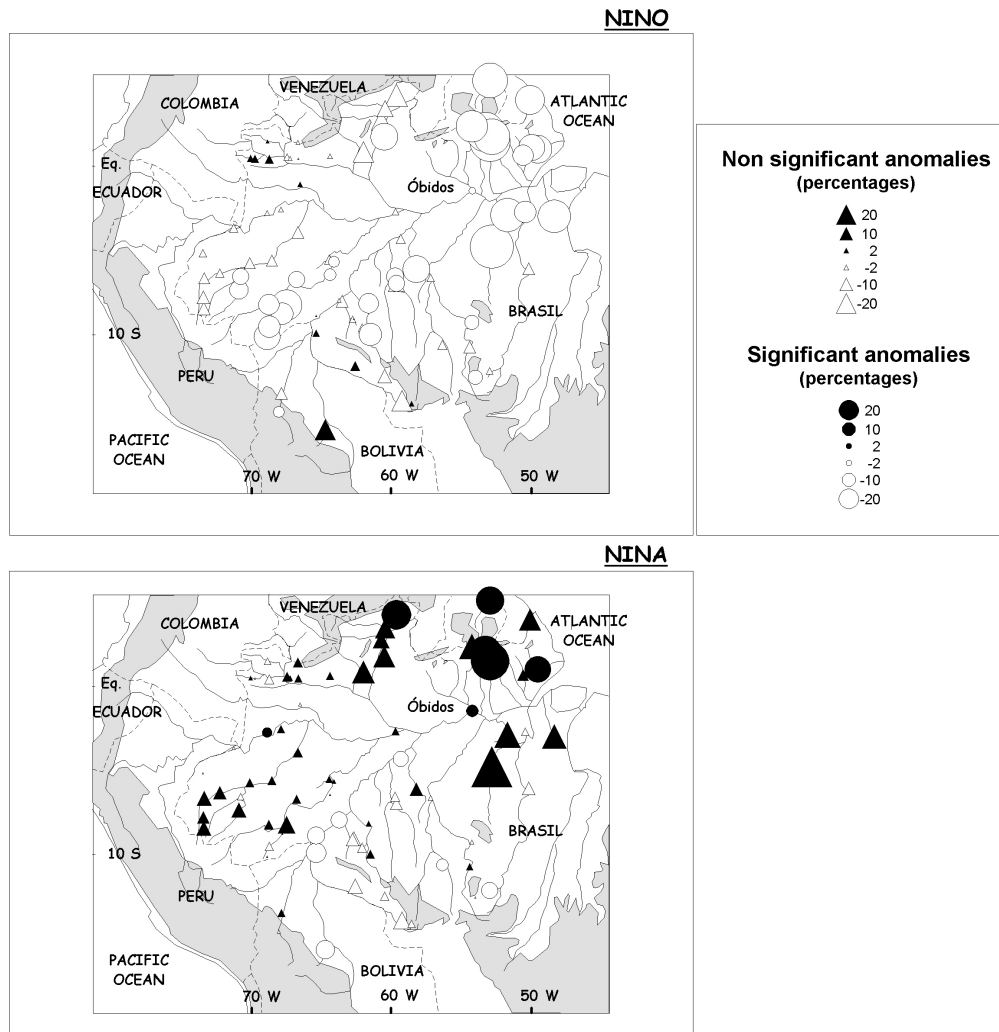 NINO
VENEZUELA
COLOMBIA
ATLANTIC
OCEAN
Eq.
ECUADOR
Óbidos
BRASIL
10 S
PERU
PACIFIC
OCEAN
BOLIVIA
70 W
60 W
50 W
Non significant anomalies
(percentages)
20
10
2
-2
-10
-20
Significant anomalies
(percentages)
20
10
2
-2
-10
-20
NINA
VENEZUELA
COLOMBIA
ATLANTIC
OCEAN
Eq.
ECUADOR
Óbidos
BRASIL
10 S
PERU
PACIFIC
OCEAN
BOLIVIA
70 W
60 W
50 W